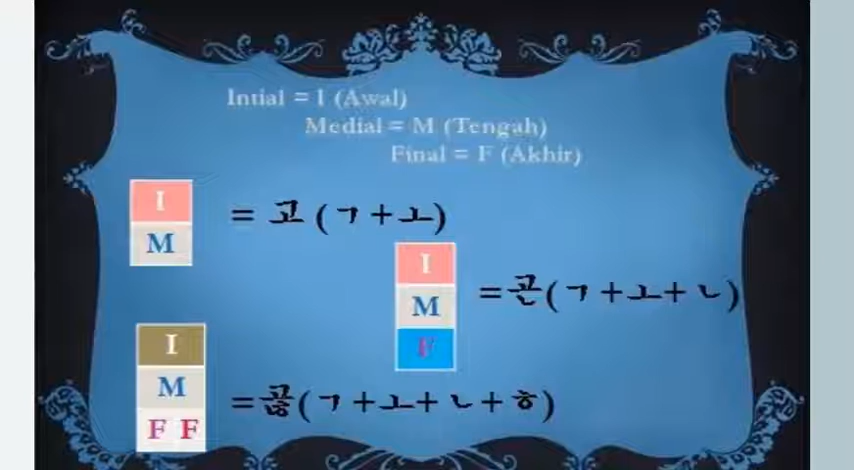 Intial = I (Awal)
Medial = M (Tengah)
Final = F (Akhir)
I
M
= 고 (ㄱ+ㅗ)
I
M
F
=곤(ㄱ+ㅗ+ㄴ)
I
M
F F
=곦(ㄱ+ㅗ+ㄴ+ㅎ)